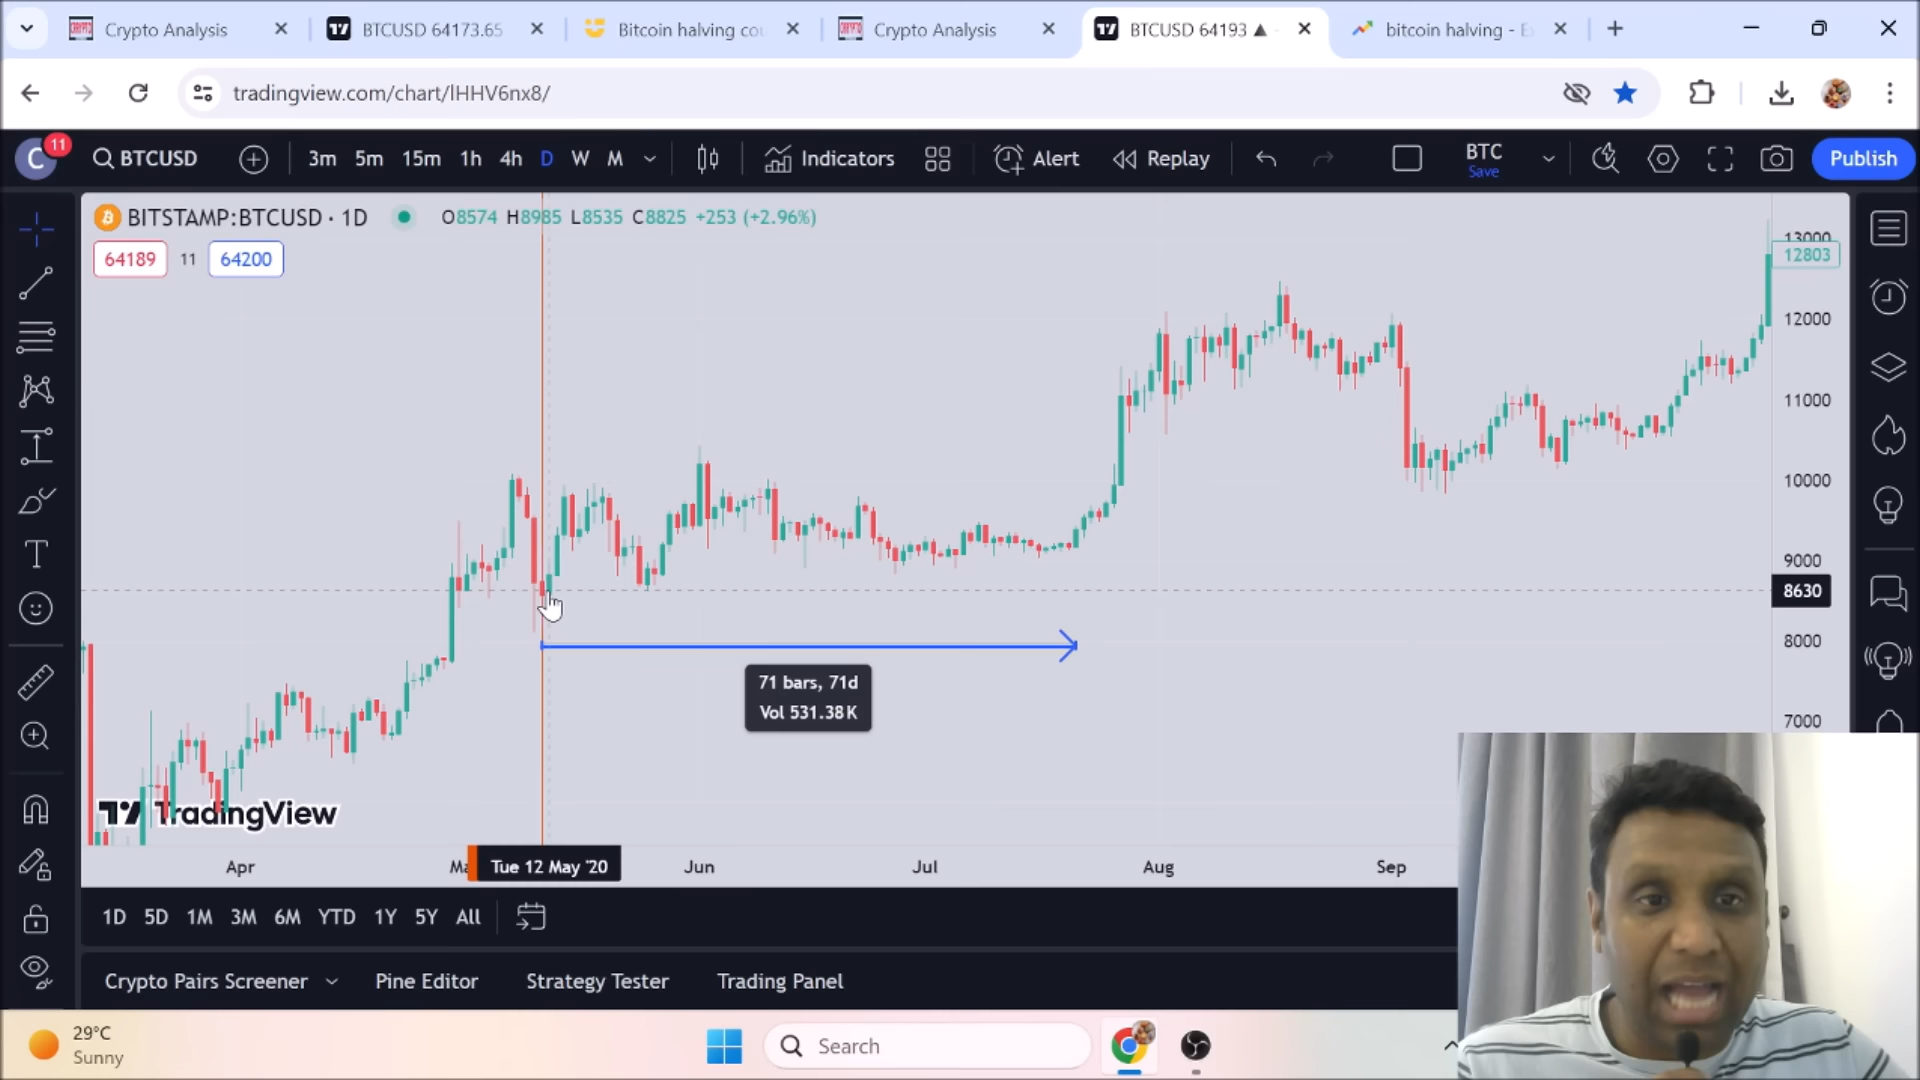 Crypto Analysis
BTCUSD 64173.65
Bitcoin halving cou
Crypto Analysis
BTCUSD 64193 ▲
bitcoin halving - E
tradingview.com/chart/lHHV6nx8/
C
11
BTCUSD
3m 5m 15m 1h 4h D W M
Indicators
Alert
Replay
BTC
Save
Publish
BITSTAMP:BTCUSD · 1D
O8574 H8985 L8535 C8825 +253 (+2.96%)
64189 11 64200
13000
12803
12000
11000
10000
9000
8630
8000
7000
71 bars, 71d
Vol 531.38K
TradingView
Apr
Ma
Tue 12 May '20
Jun
Jul
Aug
Sep
1D 5D 1M 3M 6M YTD 1Y 5Y All
Crypto Pairs Screener
Pine Editor
Strategy Tester
Trading Panel
29°C
Sunny
Search